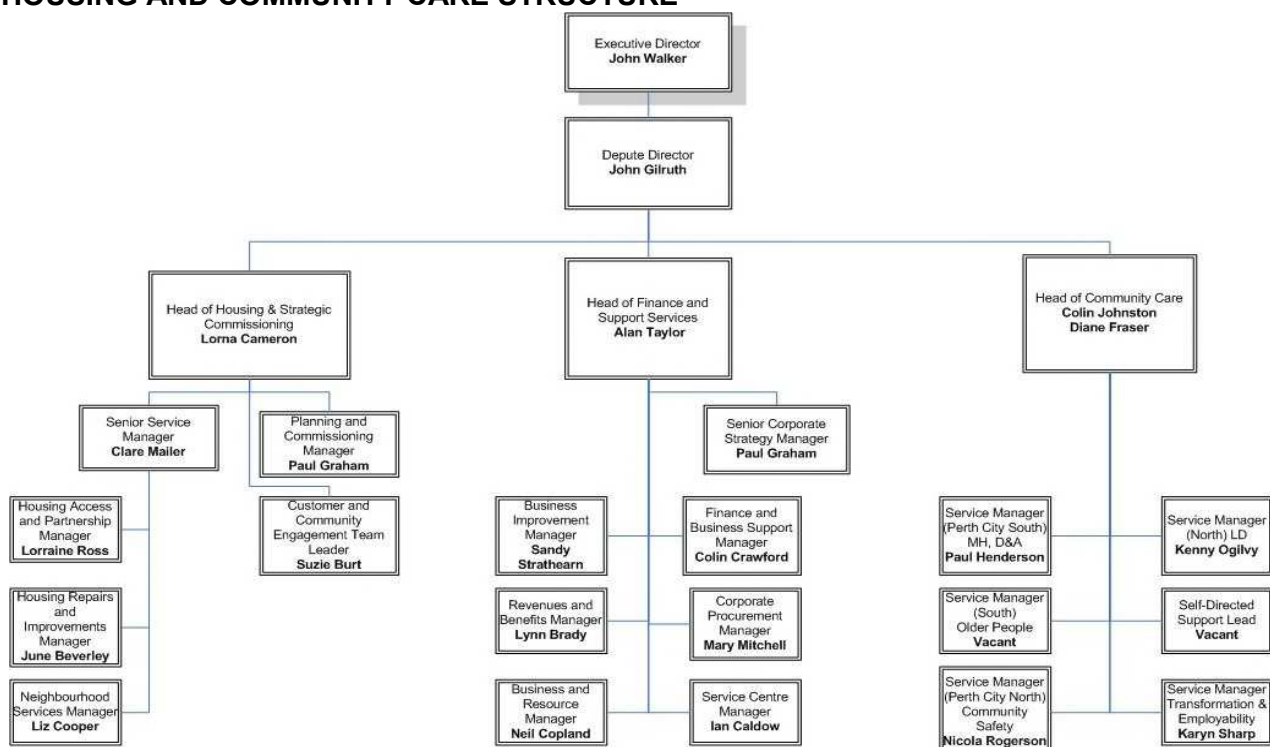 HOUSING AND COMMUNITY CARE STRUCTURE
Executive Director
John Walker
Depute Director
John Gilruth
Head of Housing & Strategic
Commissioning
Lorna Cameron
Head of Finance and
Support Services
Alan Taylor
Head of Community Care
Colin Johnston
Diane Fraser
Senior Service
Manager
Clare Mailer
Planning and
Commissioning
Manager
Paul Graham
Senior Corporate
Strategy Manager
Paul Graham
Housing Access
and Partnership
Manager
Lorraine Ross
Customer and
Community
Engagement Team
Leader
Suzie Burt
Business
Improvement
Manager
Sandy
Strathearn
Finance and
Business Support
Manager
Colin Crawford
Service Manager
(Perth City South)
MH, D&A
Paul Henderson
Service Manager
(North) LD
Kenny Ogilvy
Housing Repairs
and
Improvements
Manager
June Beverley
Revenues and
Benefits Manager
Lynn Brady
Corporate
Procurement
Manager
Mary Mitchell
Service Manager
(South)
Older People
Vacant
Self-Directed
Support Lead
Vacant
Neighbourhood
Services Manager
Liz Cooper
Business and
Resource
Manager
Neil Copland
Service Centre
Manager
Ian Caldow
Service Manager
(Perth City North)
Community
Safety
Nicola Rogerson
Service Manager
Transformation &
Employability
Karyn Sharp